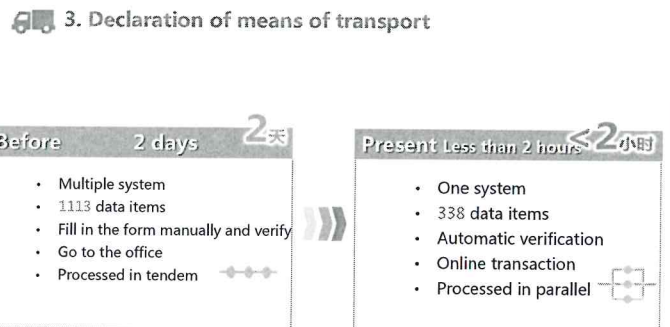 3. Declaration of means of transport
Before 2 days 2天
• Multiple system
• 1113 data items
• Fill in the form manually and verify
• Go to the office
• Processed in tendem
Present Less than 2 hours <2小时
• One system
• 338 data items
• Automatic verification
• Online transaction
• Processed in parallel